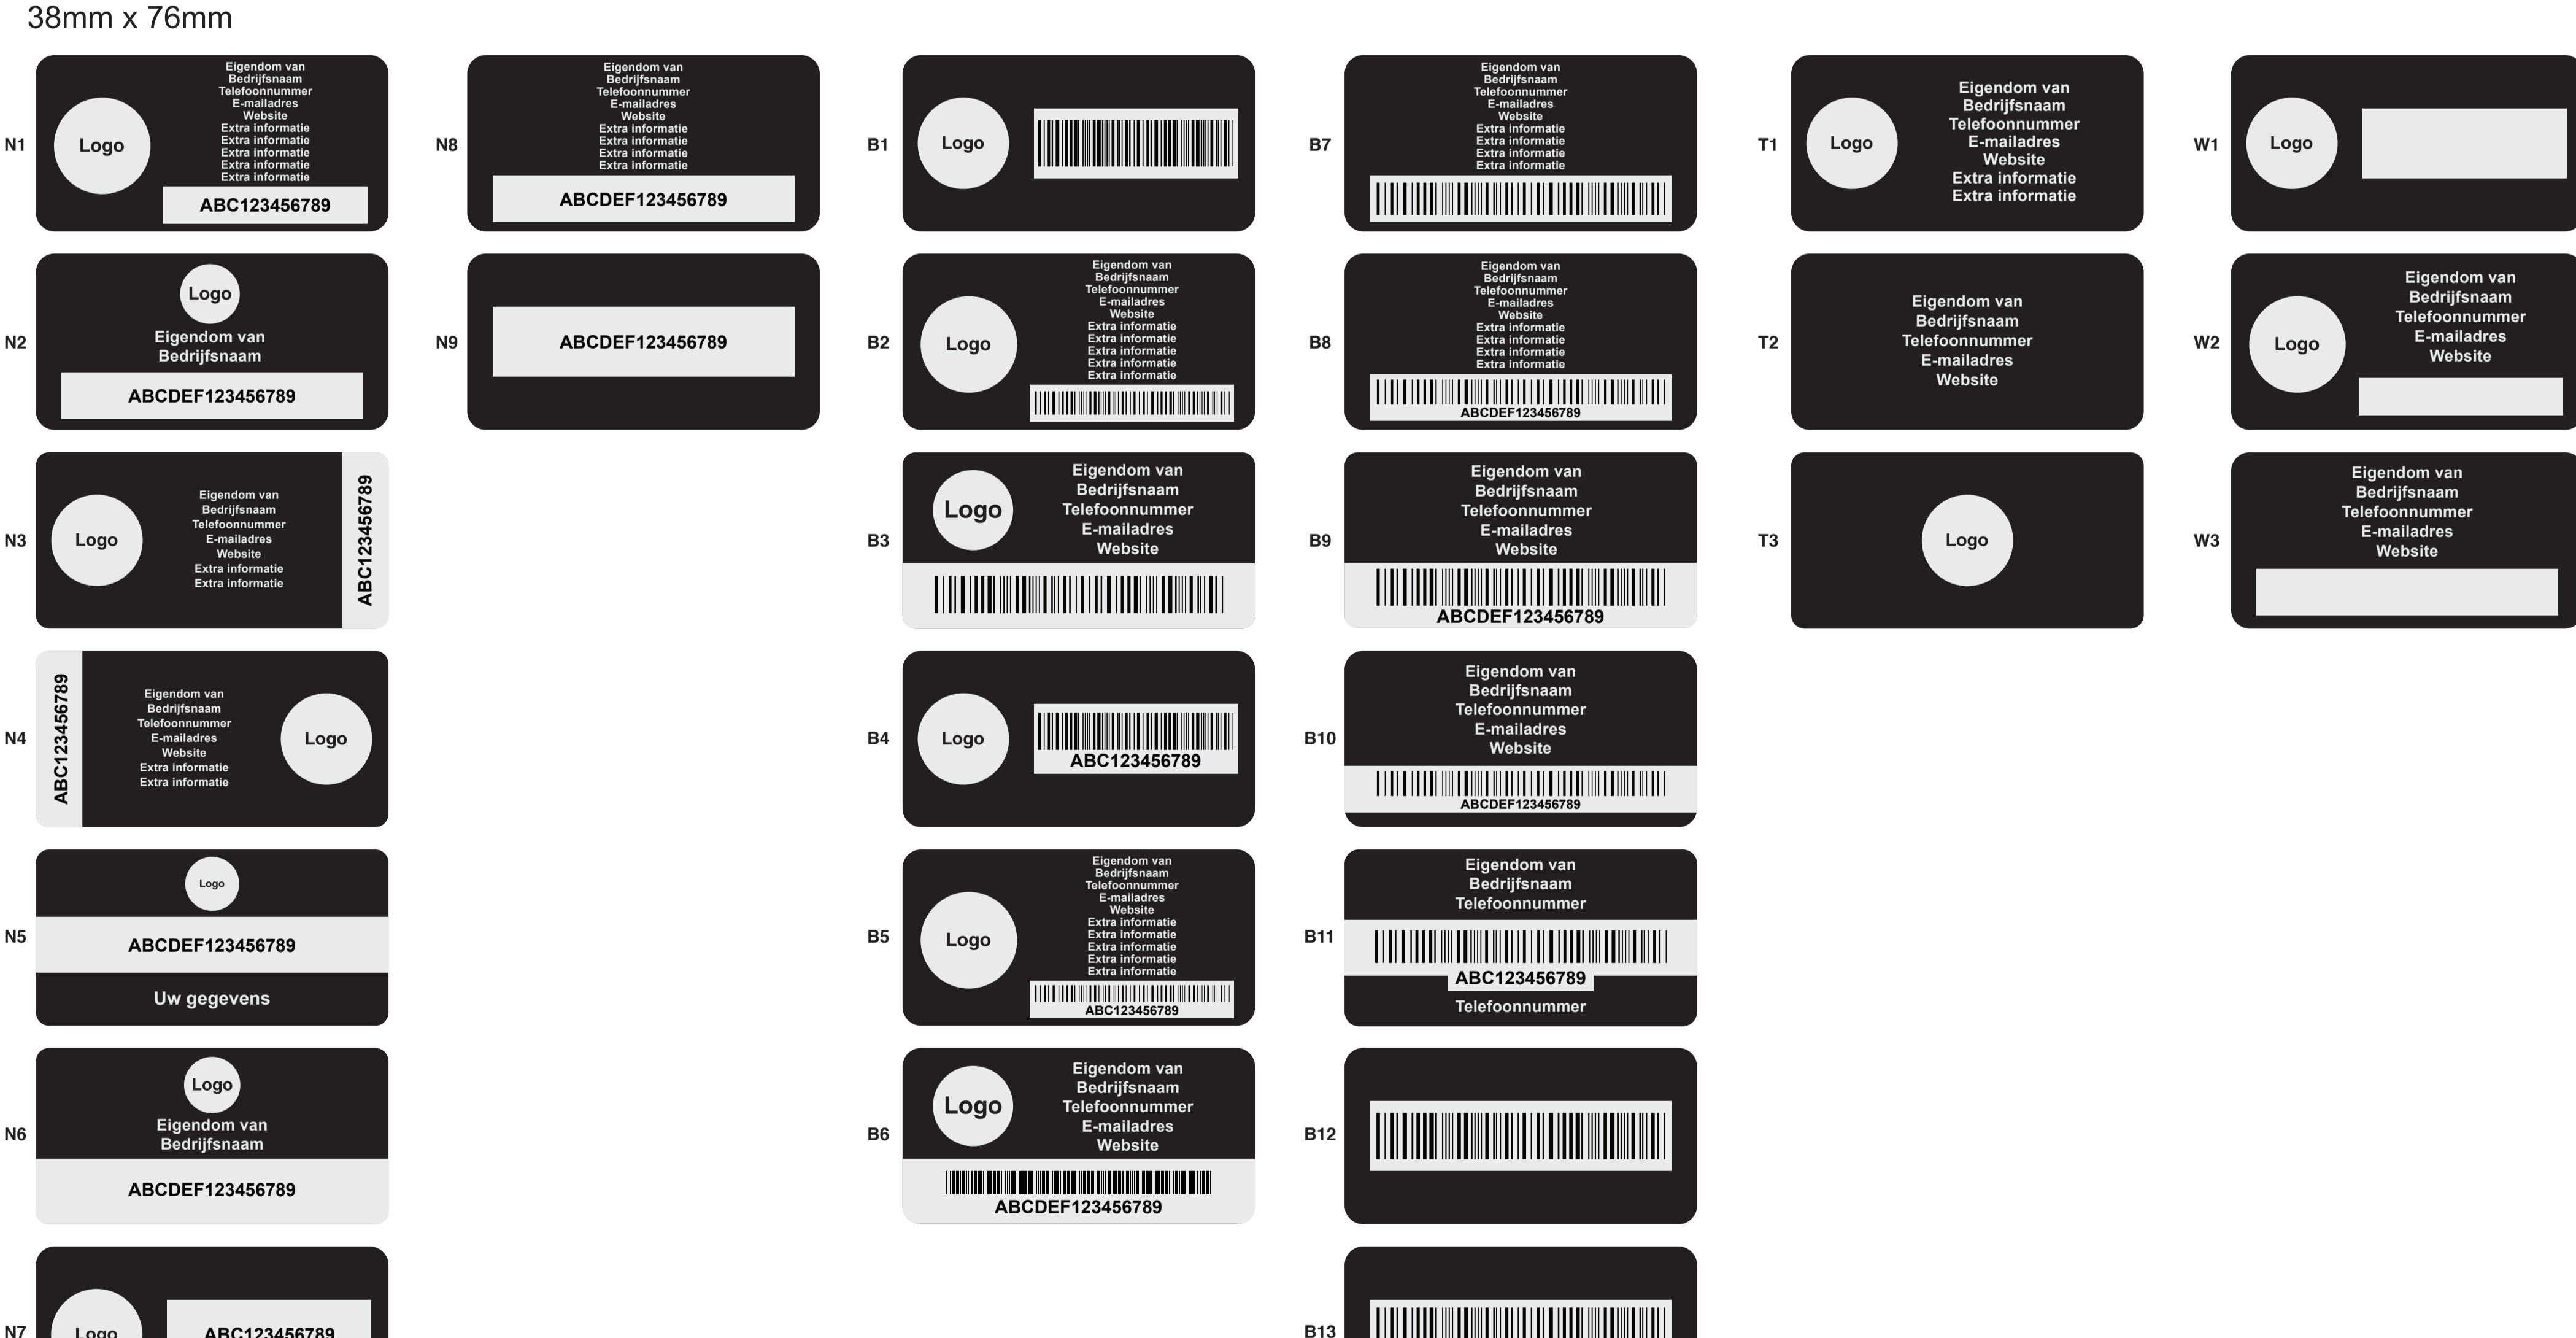 38mm x 76mm
N1
Logo
Eigendom van
Bedrijfsnaam
Telefoonnummer
E-mailadres
Website
Extra informatie
Extra informatie
Extra informatie
Extra informatie
Extra informatie
ABC123456789
N2
Logo
Eigendom van
Bedrijfsnaam
ABCDEF123456789
N3
Logo
Eigendom van
Bedrijfsnaam
Telefoonnummer
E-mailadres
Website
Extra informatie
Extra informatie
ABC123456789
N4
ABC123456789
Eigendom van
Bedrijfsnaam
Telefoonnummer
E-mailadres
Website
Extra informatie
Extra informatie
Logo
N5
Logo
ABCDEF123456789
Uw gegevens
N6
Logo
Eigendom van
Bedrijfsnaam
ABCDEF123456789
N7
Logo
ABC123456789
N8
Eigendom van
Bedrijfsnaam
Telefoonnummer
E-mailadres
Website
Extra informatie
Extra informatie
Extra informatie
Extra informatie
ABCDEF123456789
N9
ABCDEF123456789
B1
Logo
B2
Logo
Eigendom van
Bedrijfsnaam
Telefoonnummer
E-mailadres
Website
Extra informatie
Extra informatie
Extra informatie
Extra informatie
Extra informatie
B3
Logo
Eigendom van
Bedrijfsnaam
Telefoonnummer
E-mailadres
Website
B4
Logo
ABC123456789
B5
Logo
Eigendom van
Bedrijfsnaam
Telefoonnummer
E-mailadres
Website
Extra informatie
Extra informatie
Extra informatie
Extra informatie
Extra informatie
ABC123456789
B6
Logo
Eigendom van
Bedrijfsnaam
Telefoonnummer
E-mailadres
Website
ABCDEF123456789
B7
Eigendom van
Bedrijfsnaam
Telefoonnummer
E-mailadres
Website
Extra informatie
Extra informatie
Extra informatie
Extra informatie
B8
Eigendom van
Bedrijfsnaam
Telefoonnummer
E-mailadres
Website
Extra informatie
Extra informatie
Extra informatie
Extra informatie
ABCDEF123456789
B9
Eigendom van
Bedrijfsnaam
Telefoonnummer
E-mailadres
Website
ABCDEF123456789
B10
Eigendom van
Bedrijfsnaam
Telefoonnummer
E-mailadres
Website
ABCDEF123456789
B11
Eigendom van
Bedrijfsnaam
Telefoonnummer
ABC123456789
Telefoonnummer
B12
B13
T1
Logo
Eigendom van
Bedrijfsnaam
Telefoonnummer
E-mailadres
Website
Extra informatie
Extra informatie
T2
Eigendom van
Bedrijfsnaam
Telefoonnummer
E-mailadres
Website
T3
Logo
W1
Logo
W2
Logo
Eigendom van
Bedrijfsnaam
Telefoonnummer
E-mailadres
Website
W3
Eigendom van
Bedrijfsnaam
Telefoonnummer
E-mailadres
Website